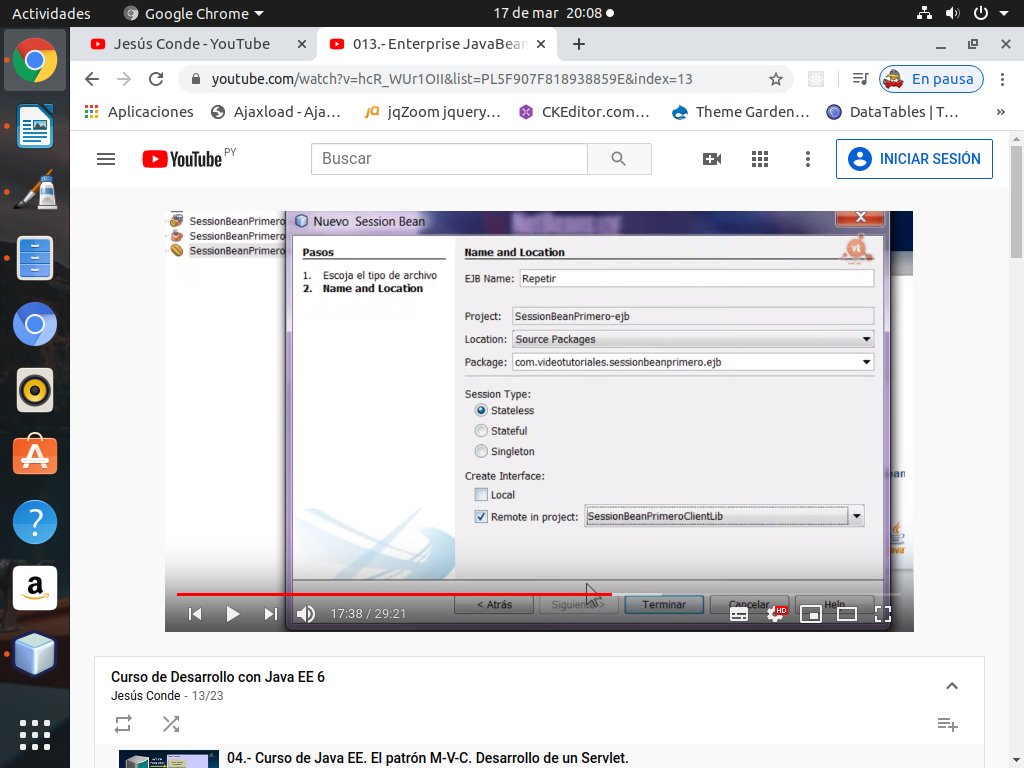 Actividades Google Chrome 17 de mar 20:08
Jesús Conde - YouTube 013.- Enterprise JavaBean
youtube.com/watch?v=hcR_WUr1OII&list=PL5F907F818938859E&index=13 En pausa
Aplicaciones Ajaxload - Aja... jqZoom jquery... CKEditor.com... Theme Garden... DataTables | T... »
YouTube PY Buscar INICIAR SESIÓN
SessionBeanPrimero
SessionBeanPrimero
SessionBeanPrimero
Nuevo Session Bean
Pasos
1. Escoja el tipo de archivo
2. Name and Location
Name and Location
EJB Name: Repetir
Project: SessionBeanPrimero-ejb
Location: Source Packages
Package: com.videotutoriales.sessionbeanprimero.ejb
Session Type:
Stateless
Stateful
Singleton
Create Interface:
Local
Remote in project: SessionBeanPrimeroClientLib
< Atrás Siguiente > Terminar Cancelar Help
17:38 / 29:21 HD
Curso de Desarrollo con Java EE 6
Jesús Conde - 13/23
04.- Curso de Java EE. El patrón M-V-C. Desarrollo de un Servlet.